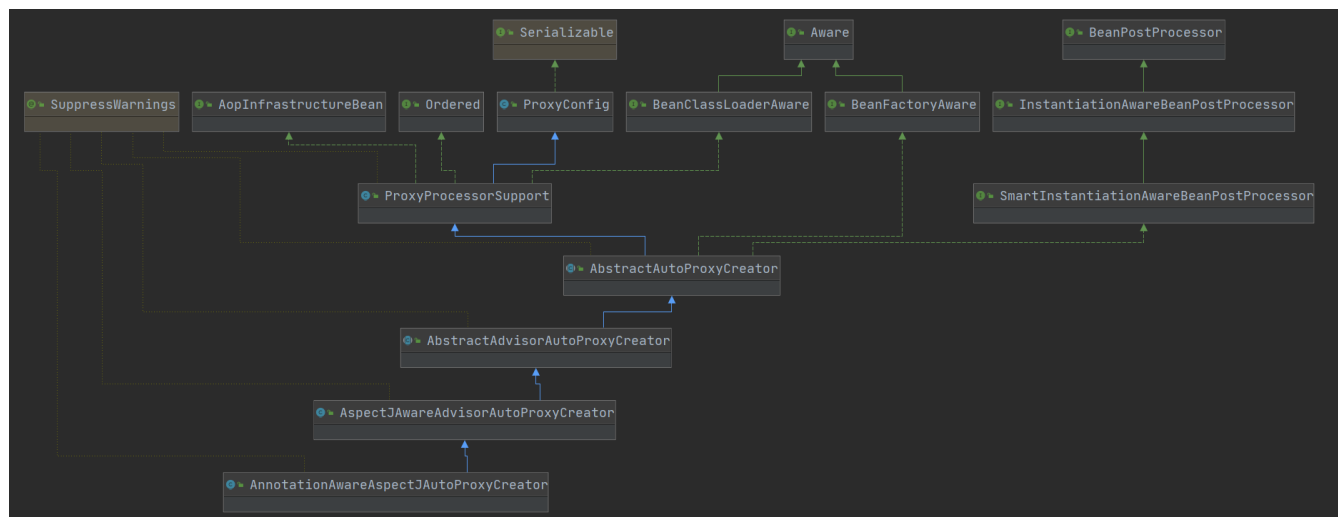 Serializable
Aware
BeanPostProcessor
SuppressWarnings
AopInfrastructureBean
Ordered
ProxyConfig
BeanClassLoaderAware
BeanFactoryAware
InstantiationAwareBeanPostProcessor
ProxyProcessorSupport
SmartInstantiationAwareBeanPostProcessor
AbstractAutoProxyCreator
AbstractAdvisorAutoProxyCreator
AspectJAwareAdvisorAutoProxyCreator
AnnotationAwareAspectJAutoProxyCreator